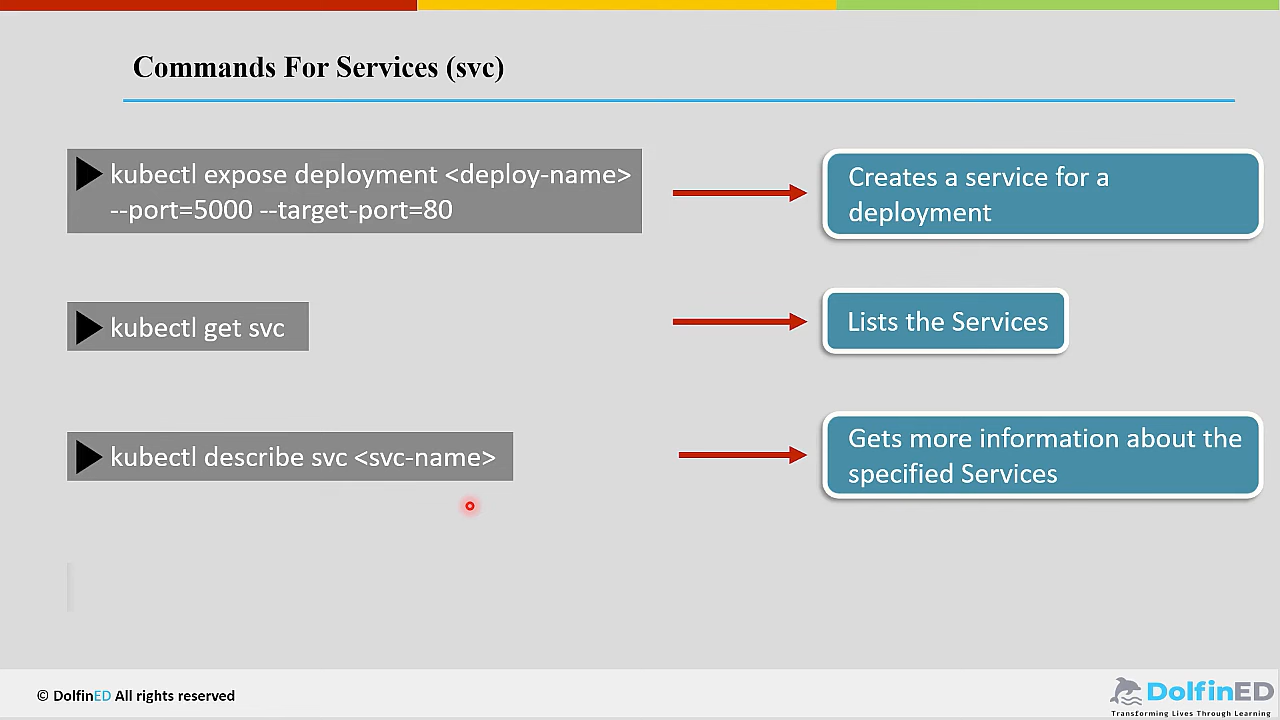 Commands For Services (svc)
kubectl expose deployment <deploy-name>
--port=5000 --target-port=80
Creates a service for a
deployment
kubectl get svc
Lists the Services
kubectl describe svc <svc-name>
Gets more information about the
specified Services
© DolfinED All rights reserved
DolfinED
Transforming Lives Through Learning